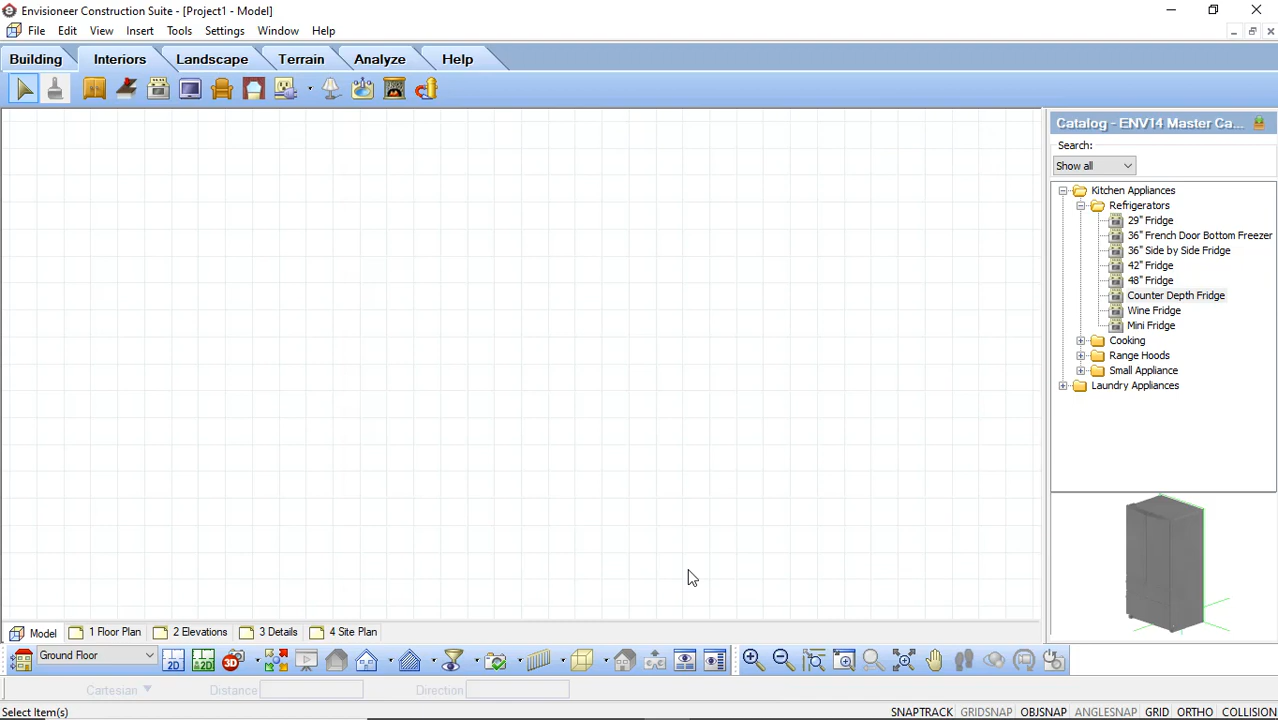 Envisioneer Construction Suite - [Project1 - Model]
File Edit View Insert Tools Settings Window Help
Building Interiors Landscape Terrain Analyze Help
Catalog - ENV14 Master Ca...
Search:
Show all
Kitchen Appliances
Refrigerators
29" Fridge
36" French Door Bottom Freezer
36" Side by Side Fridge
42" Fridge
48" Fridge
Counter Depth Fridge
Wine Fridge
Mini Fridge
Cooking
Range Hoods
Small Appliance
Laundry Appliances
Model 1 Floor Plan 2 Elevations 3 Details 4 Site Plan
Ground Floor 2D 2D 3D
Cartesian Distance Direction
Select Item(s) SNAPTRACK GRIDSNAP OBJSNAP ANGLESNAP GRID ORTHO COLLISION